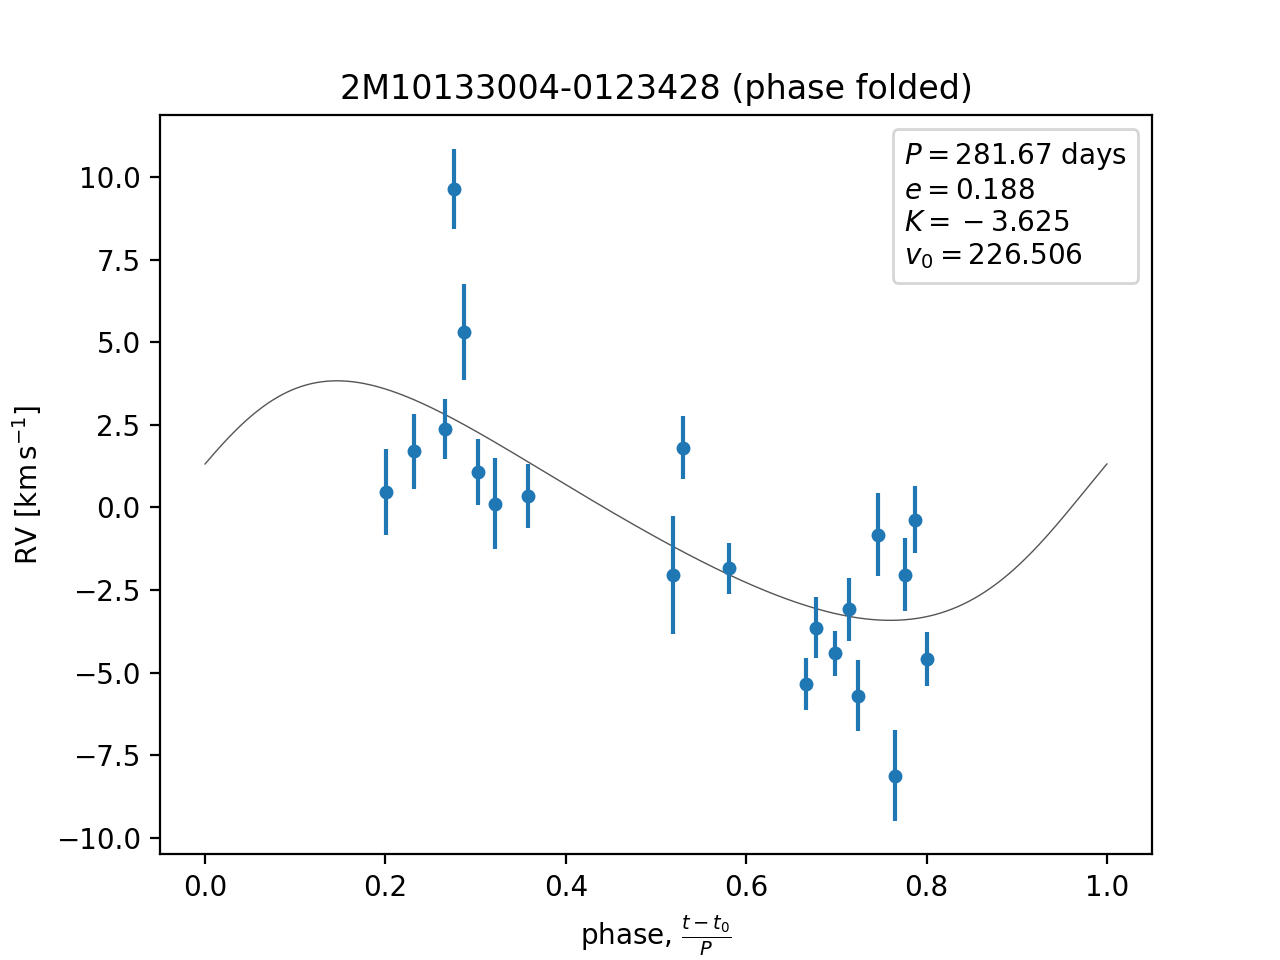 2M10133004-0123428 (phase folded)
P = 281.67 days
e = 0.188
K = −3.625
v₀ = 226.506
RV [km s⁻¹]
10.0
7.5
5.0
2.5
0.0
−2.5
−5.0
−7.5
−10.0
0.0 0.2 0.4 0.6 0.8 1.0
phase, (t − t₀)/P